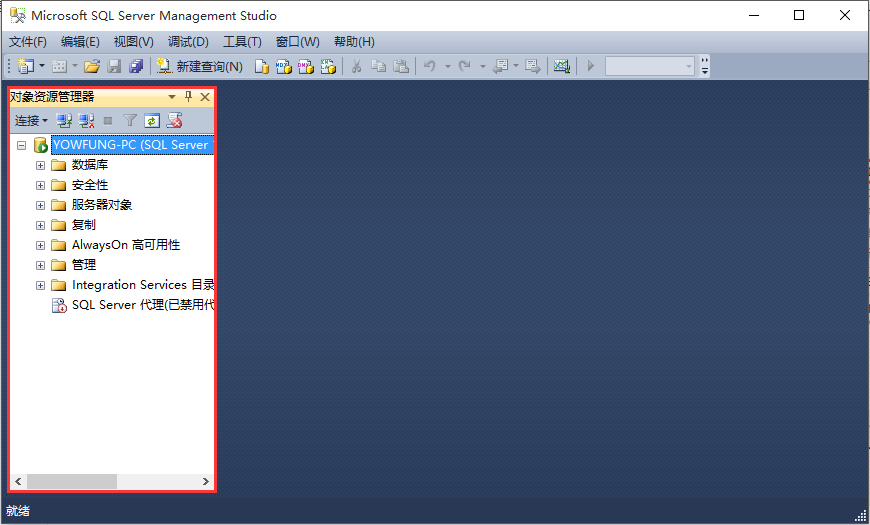 Microsoft SQL Server Management Studio
文件(F) 编辑(E) 视图(V) 调试(D) 工具(T) 窗口(W) 帮助(H)
新建查询(N)
对象资源管理器
连接
YOWFUNG-PC (SQL Server
数据库
安全性
服务器对象
复制
AlwaysOn 高可用性
管理
Integration Services 目录
SQL Server 代理(已禁用代
就绪